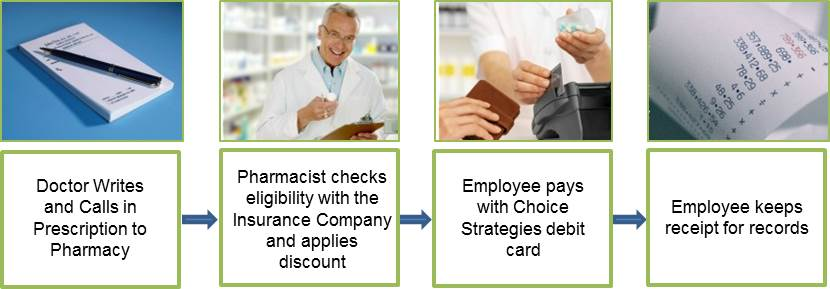 Doctor Writes
and Calls in
Prescription to
Pharmacy
Pharmacist checks
eligibility with the
Insurance Company
and applies
discount
Employee pays
with Choice
Strategies debit
card
Employee keeps
receipt for records